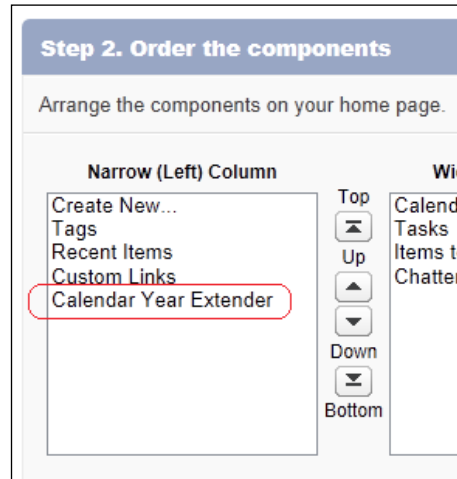 Step 2. Order the components
Arrange the components on your home page.
Narrow (Left) Column
Create New...
Tags
Recent Items
Custom Links
Calendar Year Extender
Top
Up
Down
Bottom
Tasks
Items